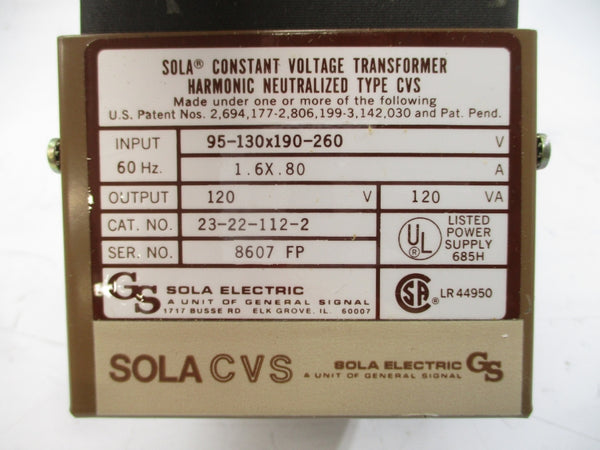 SOLA® CONSTANT VOLTAGE TRANSFORMER
HARMONIC NEUTRALIZED TYPE CVS
Made under one or more of the following
U.S. Patent Nos. 2,694,177-2,806,199-3,142,030 and Pat. Pend.
INPUT 95-130x190-260 V
60 Hz. 1.6X.80 A
OUTPUT 120 V 120 VA
CAT. NO. 23-22-112-2
SER. NO. 8607 FP
UL ® LISTED
POWER
SUPPLY
685H
GS SOLA ELECTRIC
A UNIT OF GENERAL SIGNAL
1717 BUSSE RD ELK GROVE, IL. 60007
SA ® LR 44950
SOLA CVS
SOLA ELECTRIC GS
A UNIT OF GENERAL SIGNAL